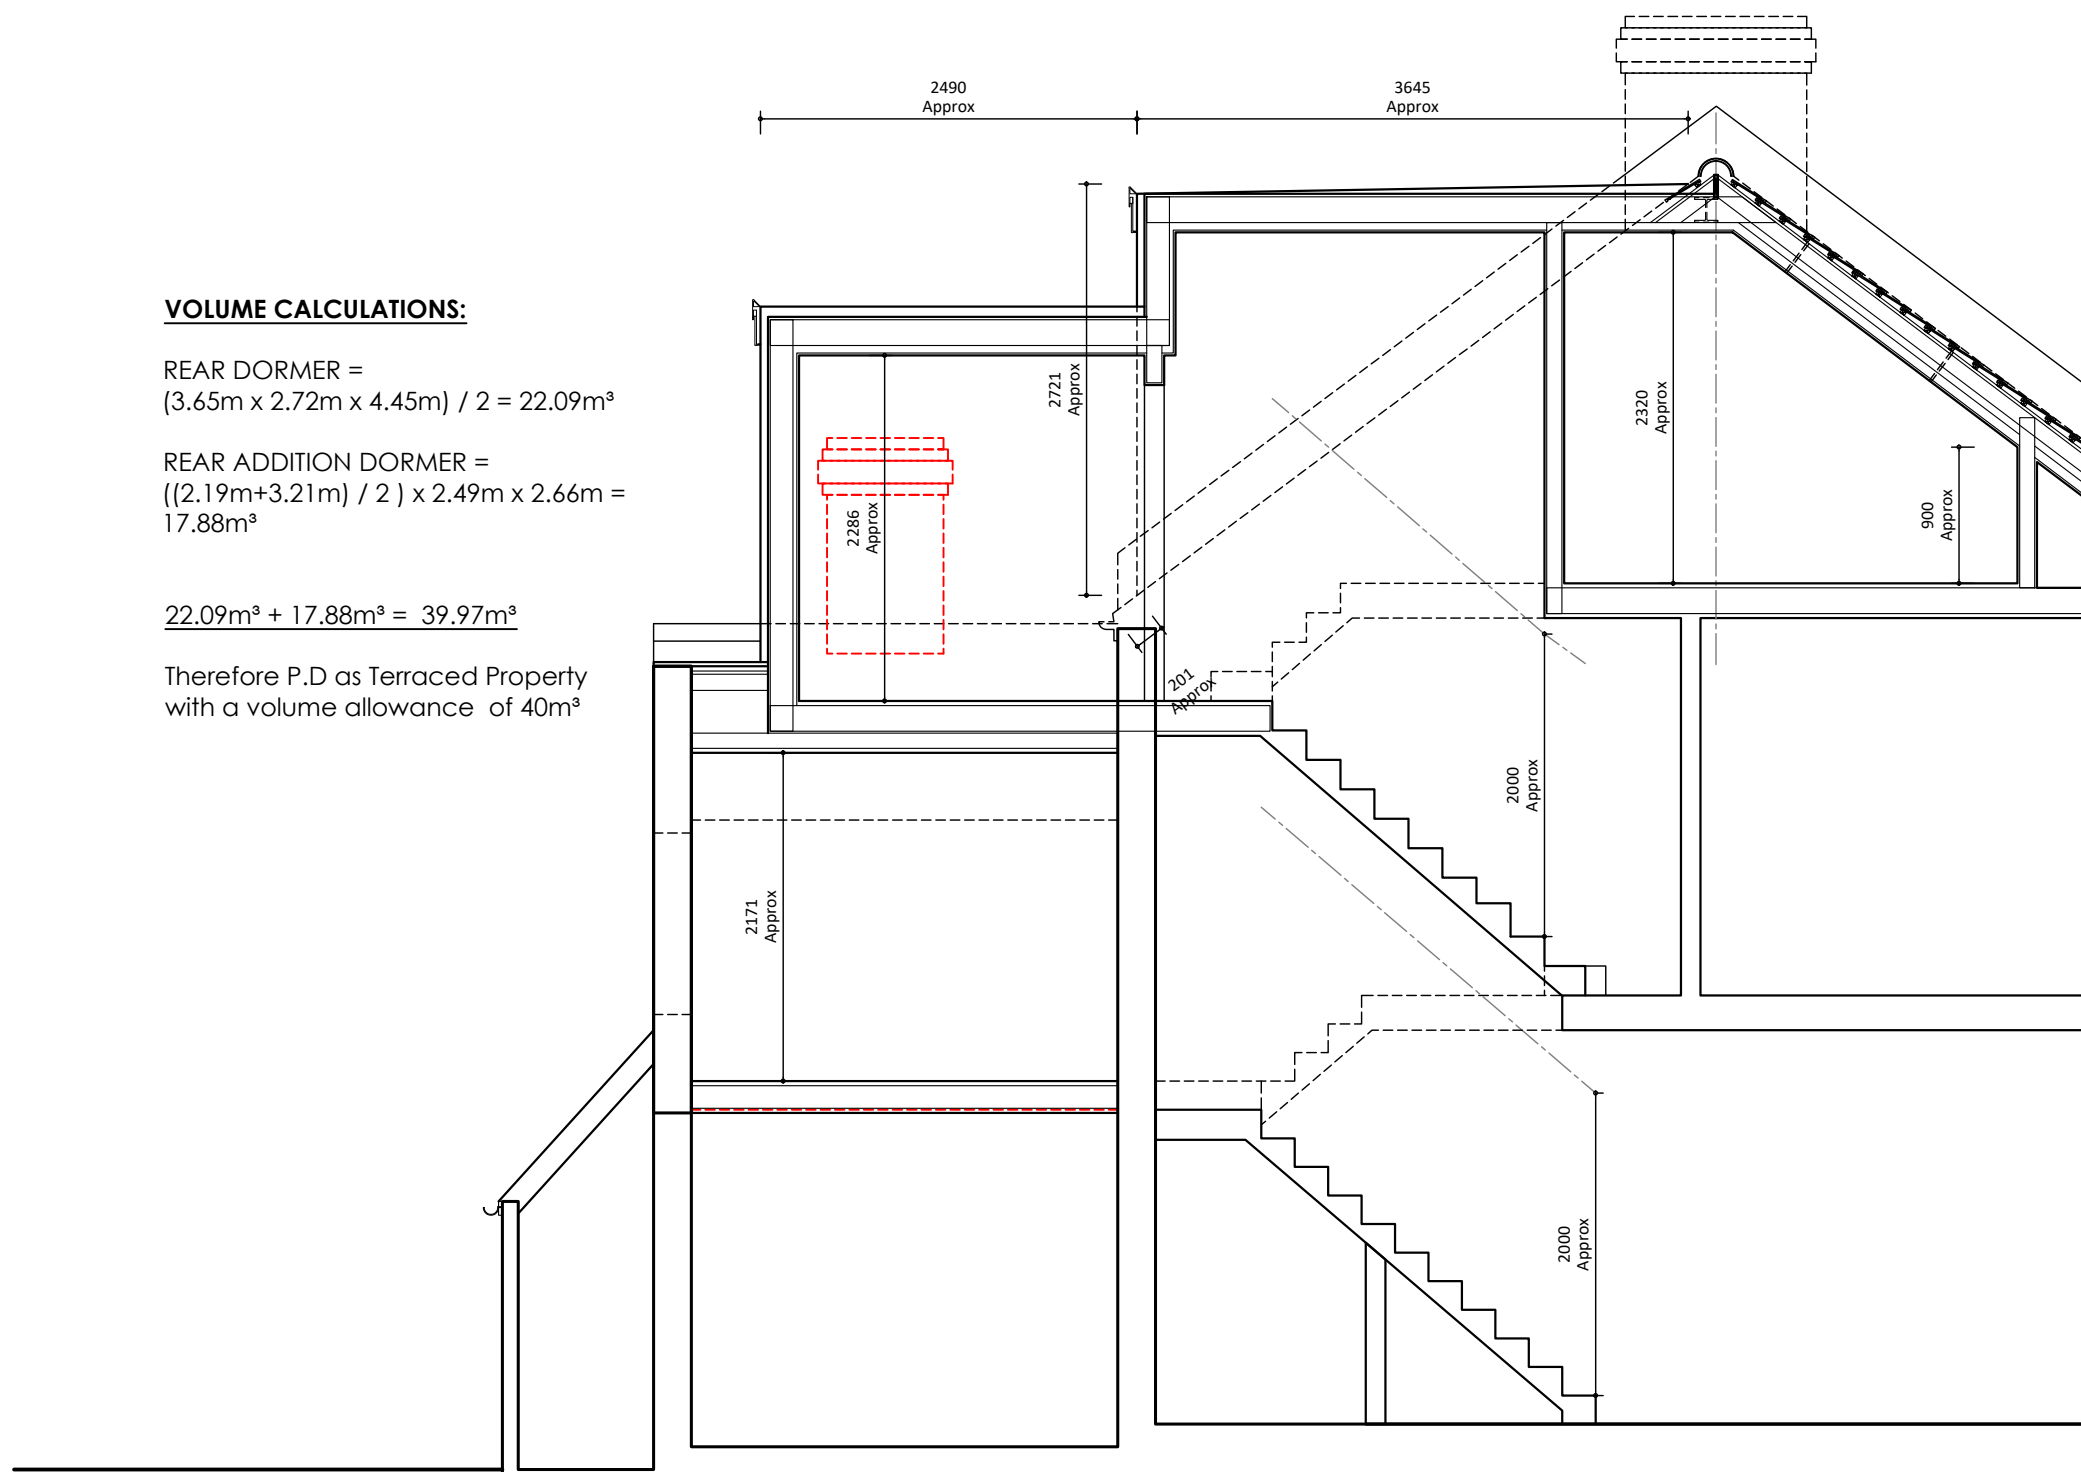 2490
Approx
3645
Approx
VOLUME CALCULATIONS:
REAR DORMER =
(3.65m x 2.72m x 4.45m) / 2 = 22.09m³
REAR ADDITION DORMER =
((2.19m+3.21m) / 2 ) x 2.49m x 2.66m =
17.88m³
22.09m³ + 17.88m³ =  39.97m³
Therefore P.D as Terraced Property
with a volume allowance  of 40m³
2721
Approx
2320
Approx
2286
Approx
900
Approx
201
Approx
2000
Approx
2171
Approx
2000
Approx